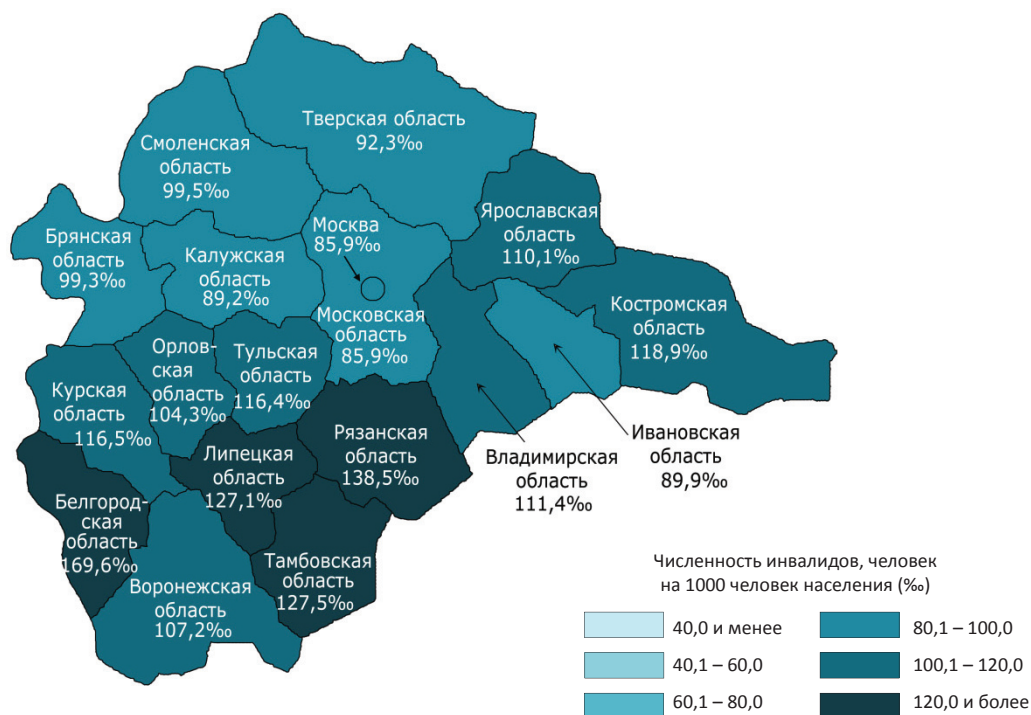 Тверская область
92,3‰
Смоленская
область
99,5‰
Ярославская
область
110,1‰
Москва
85,9‰
Брянская
область
99,3‰
Калужская
область
89,2‰
Костромская
область
118,9‰
Московская
область
85,9‰
Орлов-
ская
область
104,3‰
Тульская
область
116,4‰
Курская
область
116,5‰
Рязанская
область
138,5‰
Ивановская
область
89,9‰
Владимирская
область
111,4‰
Липецкая
область
127,1‰
Белгород-
ская
область
169,6‰
Тамбовская
область
127,5‰
Воронежская
область
107,2‰
Численность инвалидов, человек
на 1000 человек населения (‰)
40,0 и менее
40,1 – 60,0
60,1 – 80,0
80,1 – 100,0
100,1 – 120,0
120,0 и более